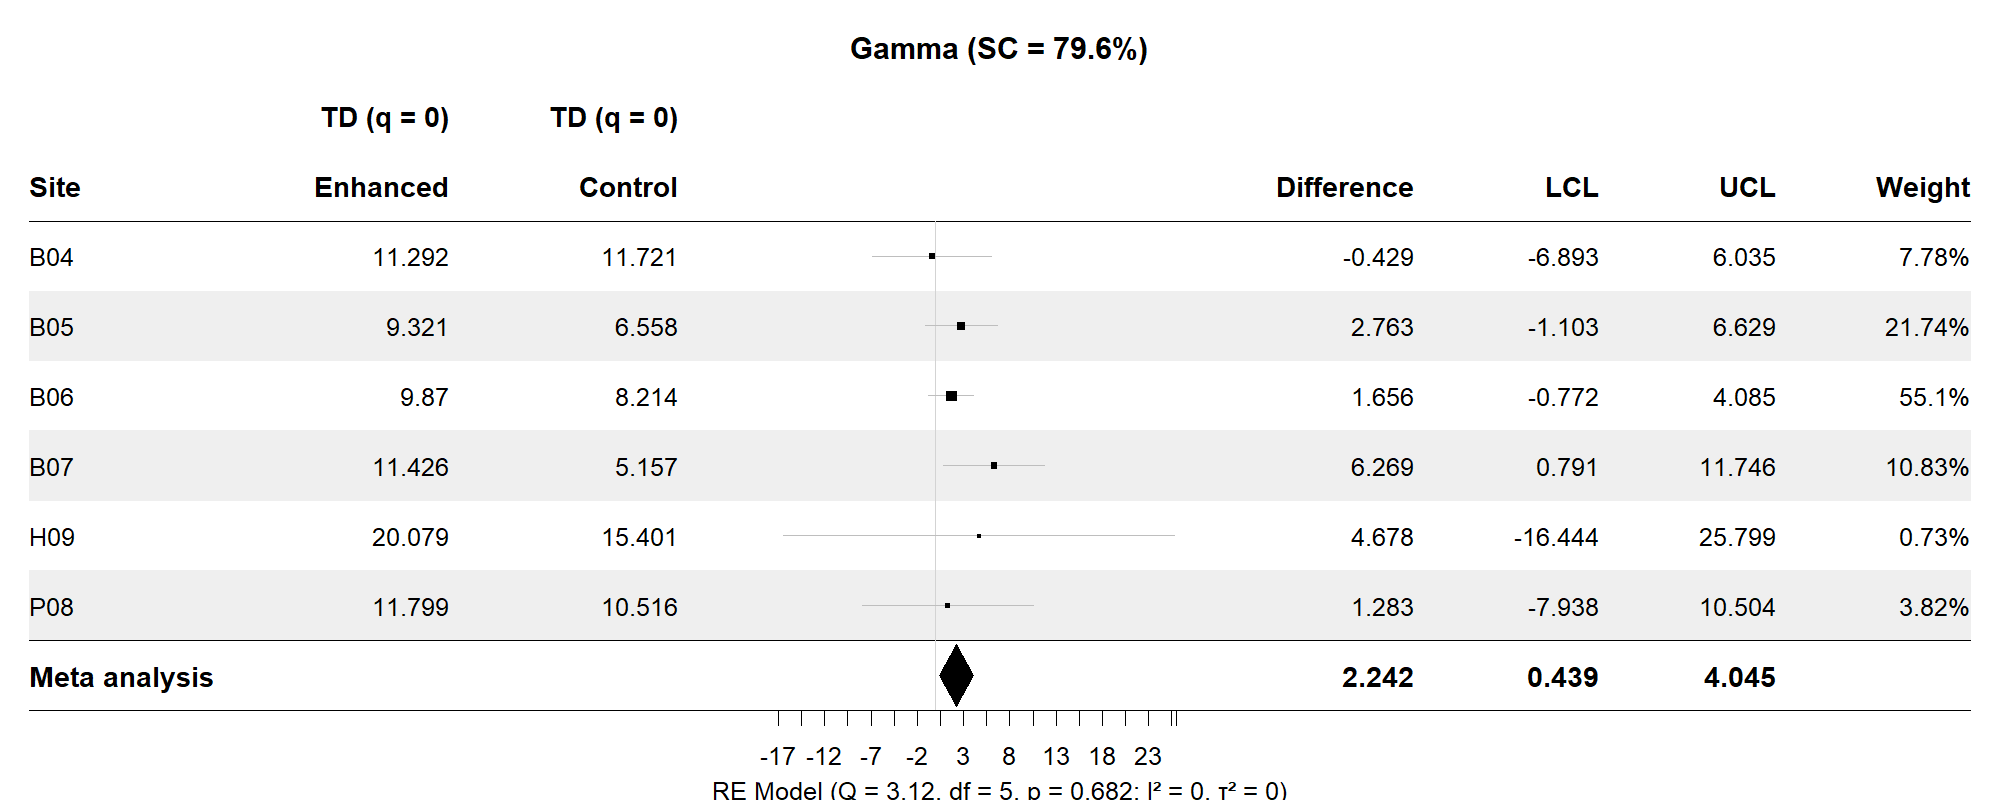 Gamma (SC = 79.6%)
TD (q = 0) TD (q = 0)
Site Enhanced Control Difference LCL UCL Weight
B04 11.292 11.721 -0.429 -6.893 6.035 7.78%
B05 9.321 6.558 2.763 -1.103 6.629 21.74%
B06 9.87 8.214 1.656 -0.772 4.085 55.1%
B07 11.426 5.157 6.269 0.791 11.746 10.83%
H09 20.079 15.401 4.678 -16.444 25.799 0.73%
P08 11.799 10.516 1.283 -7.938 10.504 3.82%
Meta analysis 2.242 0.439 4.045
-17 -12 -7 -2 3 8 13 18 23
RE Model (Q = 3.12, df = 5, p = 0.682; I² = 0, τ² = 0)